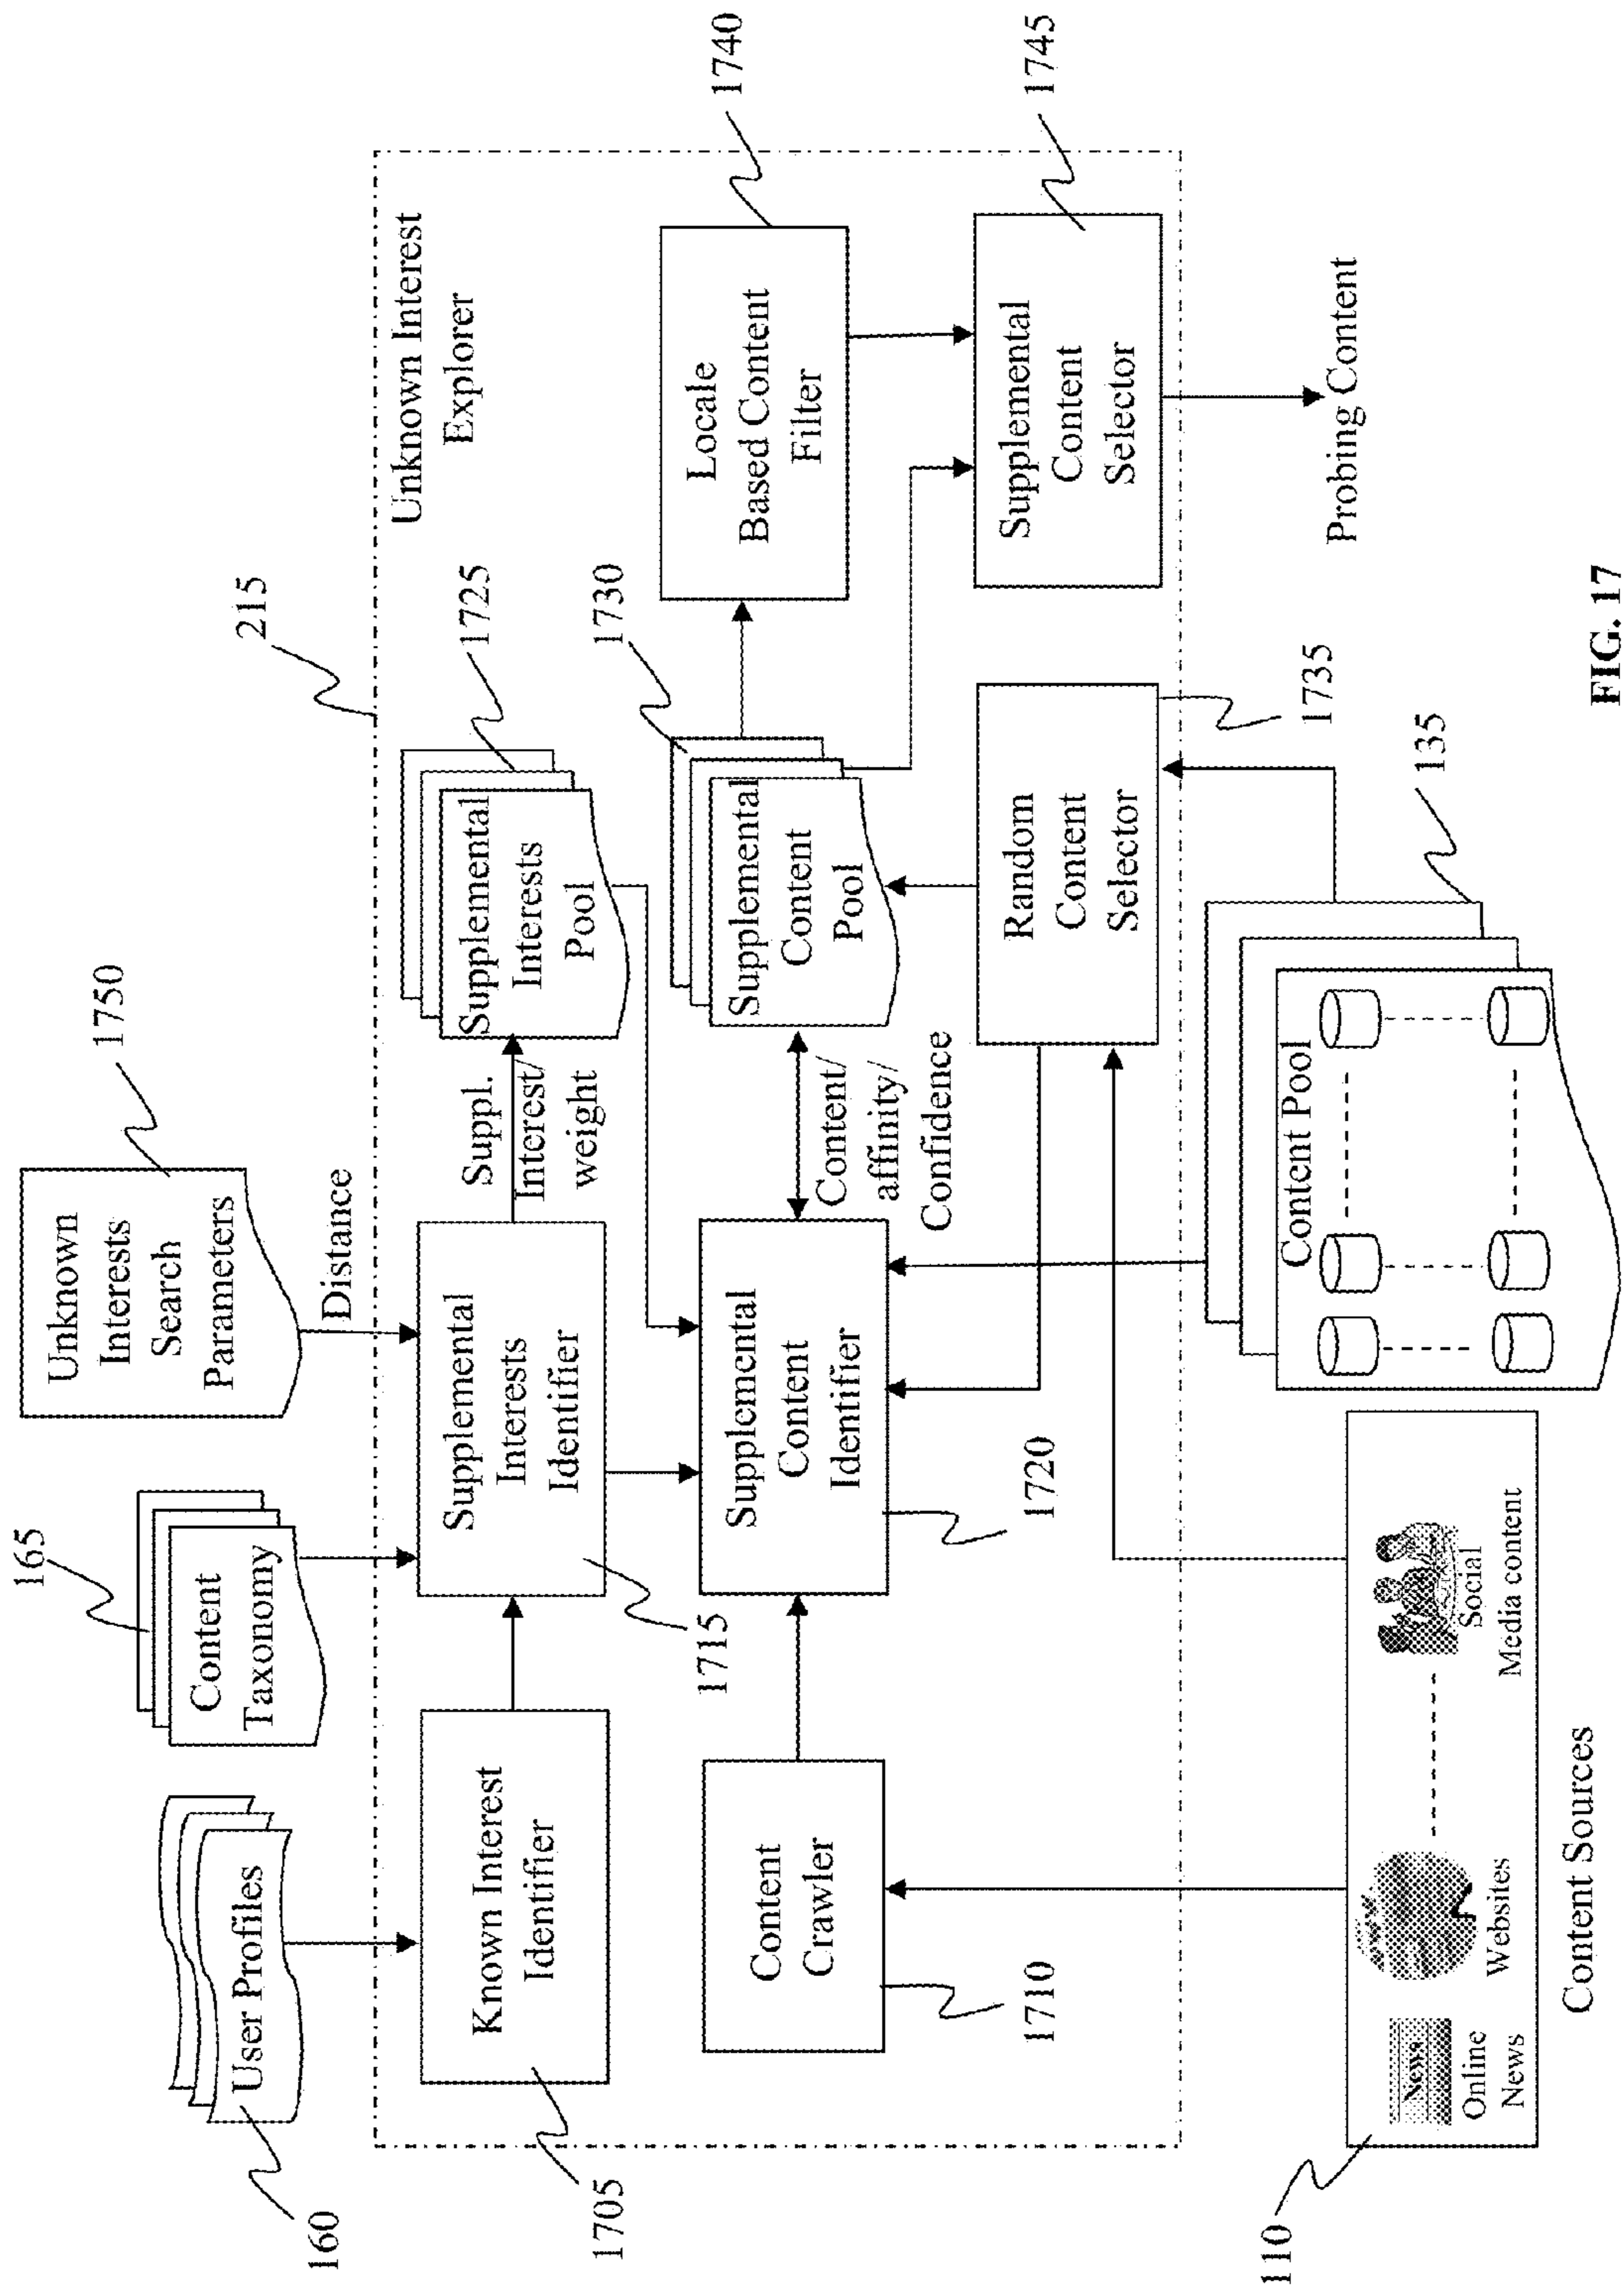 160
User Profiles
165
Content
Taxonomy
1750
Unknown
Interests
Search
Parameters
Distance
215
Unknown Interest
Explorer
1705
Known Interest
Identifier
1715
Supplemental
Interests
Identifier
Suppl.
Interest/
weight
1725
Supplemental
Interests
Pool
1710
Content
Crawler
1720
Supplemental
Content
Identifier
Content/
affinity/
Confidence
1730
Supplemental
Content
Pool
1740
Locale
Based Content
Filter
1735
Random
Content
Selector
1745
Supplemental
Content
Selector
Probing Content
110
News
Online
News
Websites
Social
Media content
Content Sources
135
Content Pool
FIG. 17